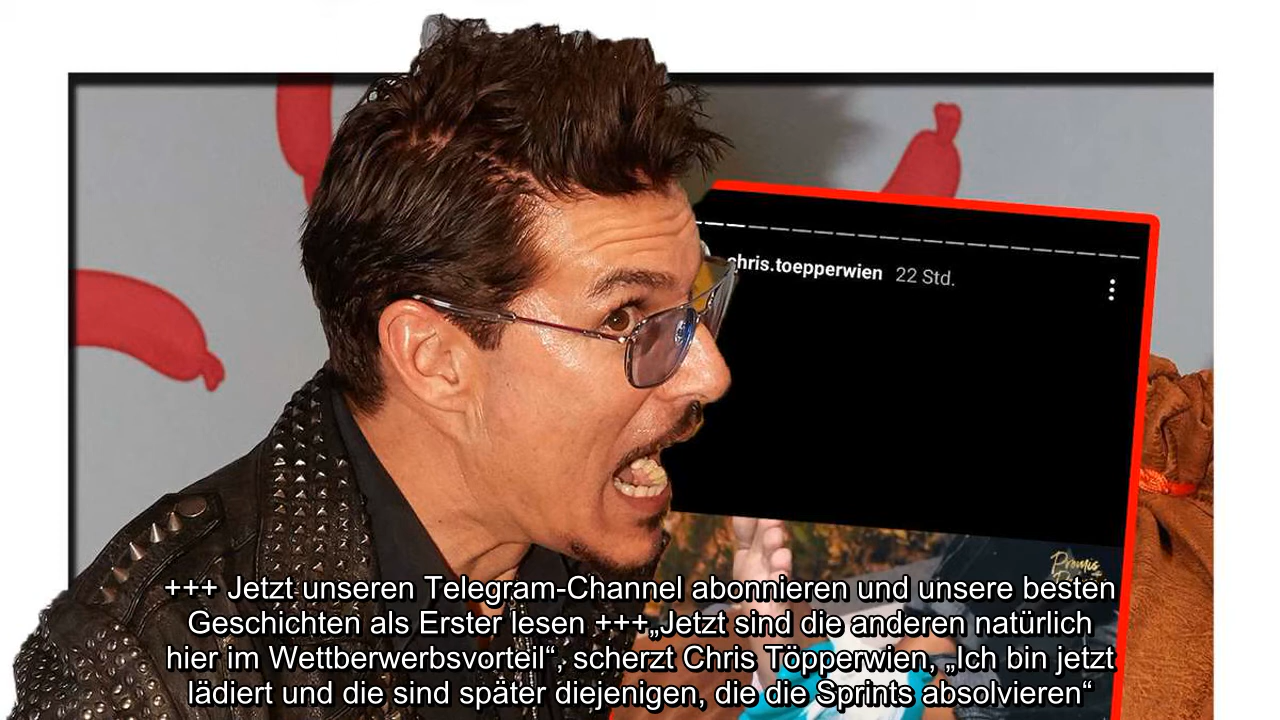 chris.toepperwien 22 Std.
Promis
+++ Jetzt unseren Telegram-Channel abonnieren und unsere besten
Geschichten als Erster lesen +++„Jetzt sind die anderen natürlich
hier im Wettberwerbsvorteil“, scherzt Chris Töpperwien, „Ich bin jetzt
lädiert und die sind später diejenigen, die die Sprints absolvieren“